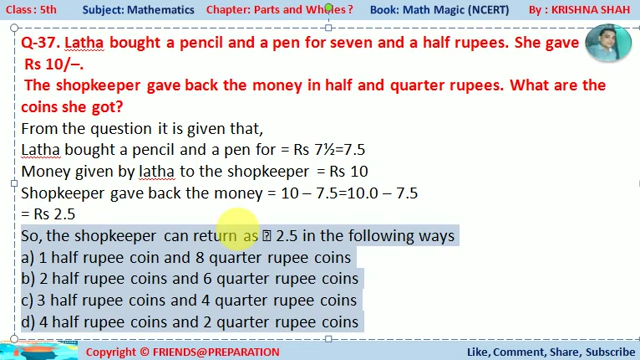 Class : 5th Subject: Mathematics Chapter: Parts and Wholes ? Book: Math Magic (NCERT) By : KRISHNA SHAH
Q-37. Latha bought a pencil and a pen for seven and a half rupees. She gave
Rs 10/–.
The shopkeeper gave back the money in half and quarter rupees. What are the
coins she got?
From the question it is given that,
Latha bought a pencil and a pen for = Rs 7½=7.5
Money given by latha to the shopkeeper = Rs 10
Shopkeeper gave back the money = 10 – 7.5=10.0 – 7.5
= Rs 2.5
So, the shopkeeper can return as 2.5 in the following ways
a) 1 half rupee coin and 8 quarter rupee coins
b) 2 half rupee coins and 6 quarter rupee coins
c) 3 half rupee coins and 4 quarter rupee coins
d) 4 half rupee coins and 2 quarter rupee coins
Copyright © FRIENDS@PREPARATION Like, Comment, Share, Subscribe